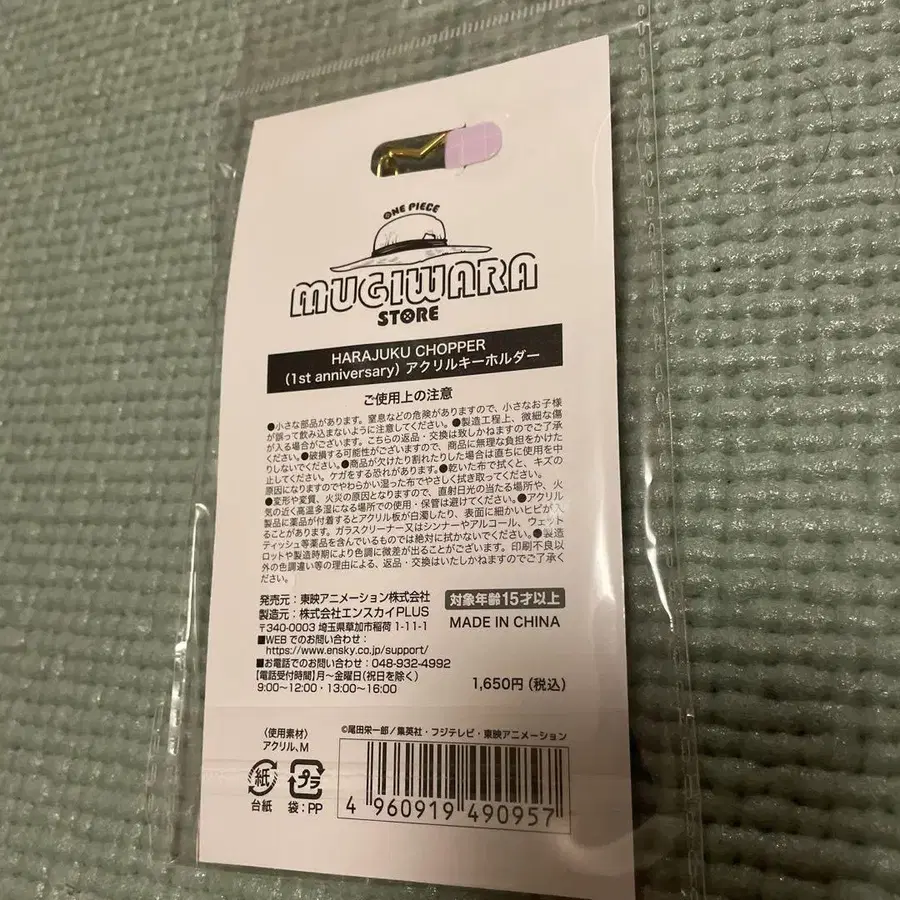 ONE PIECE
MUGIWARA
STORE
HARAJUKU CHOPPER
(1st anniversary) アクリルキーホルダー
ご使用上の注意
●小さな部品があります。窒息などの危険がありますので、小さなお子様
が誤って飲み込まないように注意してください。●製造工程上、微細な傷
が入る場合がございます。こちらの返品・交換は致しかねますのでご了承
ください。●破損する可能性がございますので、商品に無理な負担をかけた
りしないでください。●商品が欠けたり割れたりした場合は直ちに使用を中
止してください。ケガをする恐れがあります。●乾いた布で拭くと、キズの
原因になりますのでやわらかい湿った布でやさしく拭き取ってください。
●変形や変質、火災の原因となりますので、直射日光の当たる場所や、火
気の近く高温多湿になる場所での使用・保管は避けてください。●アクリル
製品に薬品が付着するとアクリル板が白濁したり、表面に細かいヒビが入
ることがあります。ガラスクリーナー又はシンナーやアルコール、ウェット
ティッシュ等薬品を含んでいるものでは絶対に拭かないでください。●製造
ロットや製造時期により色調に微差が出ることがございます。印刷不良以
外の色調違い等の理由による、返品・交換はいたしかねますのでご了承く
ださい。
発売元：東映アニメーション株式会社
製造元：株式会社エンスカイPLUS
〒340-0003 埼玉県草加市稲荷 1-11-1
■WEBでのお問い合わせ：
https://www.ensky.co.jp/support/
■お電話でのお問い合わせ：048-932-4992
【電話受付時間】月～金曜日(祝日を除く)
9:00～12:00・13:00～16:00
対象年齢15才以上
MADE IN CHINA
1,650円（税込）
©尾田栄一郎／集英社・フジテレビ・東映アニメーション
〈使用素材〉
アクリル、M
紙
台紙
プラ
袋：PP
4 960919 490957